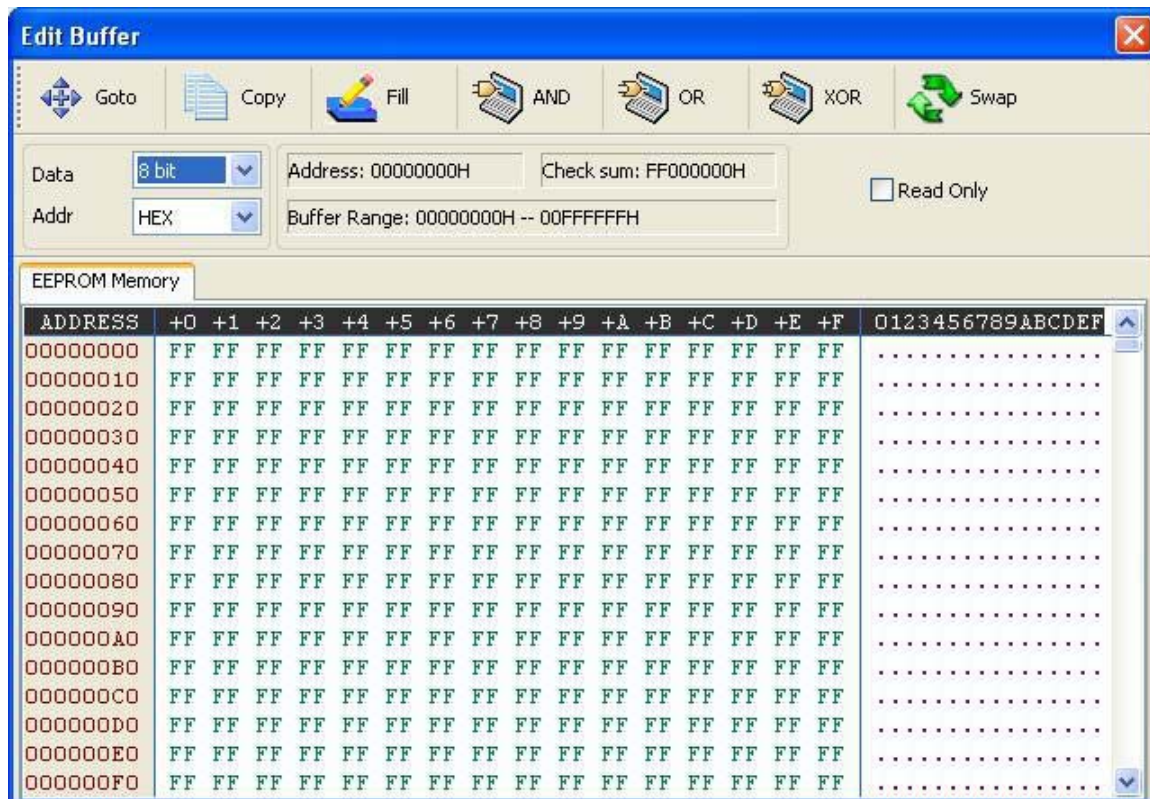 Edit Buffer
Goto Copy Fill AND OR XOR Swap
Data 8 bit Address: 00000000H Check sum: FF000000H
Read Only
Addr HEX Buffer Range: 00000000H -- 00FFFFFFH
EEPROM Memory
ADDRESS +0 +1 +2 +3 +4 +5 +6 +7 +8 +9 +A +B +C +D +E +F 0123456789ABCDEF
00000000 FF FF FF FF FF FF FF FF FF FF FF FF FF FF FF FF ................
00000010 FF FF FF FF FF FF FF FF FF FF FF FF FF FF FF FF ................
00000020 FF FF FF FF FF FF FF FF FF FF FF FF FF FF FF FF ................
00000030 FF FF FF FF FF FF FF FF FF FF FF FF FF FF FF FF ................
00000040 FF FF FF FF FF FF FF FF FF FF FF FF FF FF FF FF ................
00000050 FF FF FF FF FF FF FF FF FF FF FF FF FF FF FF FF ................
00000060 FF FF FF FF FF FF FF FF FF FF FF FF FF FF FF FF ................
00000070 FF FF FF FF FF FF FF FF FF FF FF FF FF FF FF FF ................
00000080 FF FF FF FF FF FF FF FF FF FF FF FF FF FF FF FF ................
00000090 FF FF FF FF FF FF FF FF FF FF FF FF FF FF FF FF ................
000000A0 FF FF FF FF FF FF FF FF FF FF FF FF FF FF FF FF ................
000000B0 FF FF FF FF FF FF FF FF FF FF FF FF FF FF FF FF ................
000000C0 FF FF FF FF FF FF FF FF FF FF FF FF FF FF FF FF ................
000000D0 FF FF FF FF FF FF FF FF FF FF FF FF FF FF FF FF ................
000000E0 FF FF FF FF FF FF FF FF FF FF FF FF FF FF FF FF ................
000000F0 FF FF FF FF FF FF FF FF FF FF FF FF FF FF FF FF ................